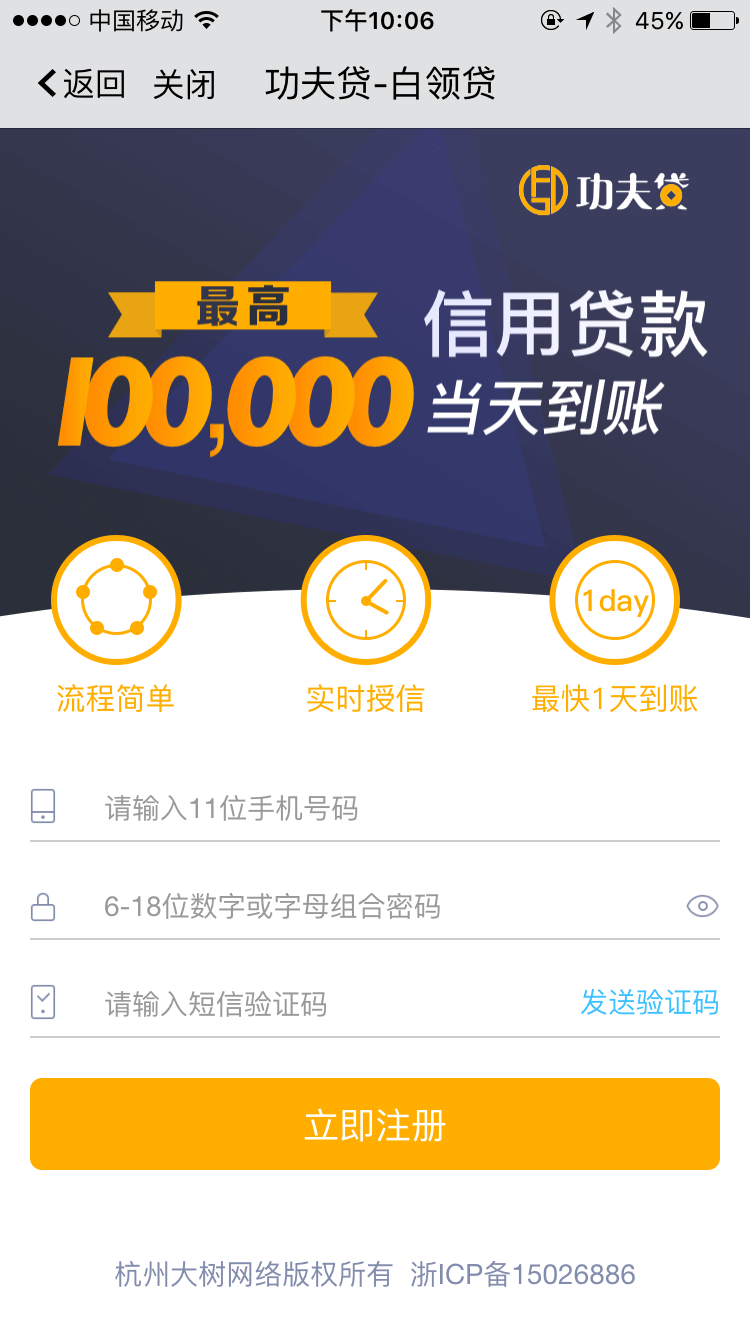 中国移动 下午10:06 45%
返回 关闭 功夫贷-白领贷
功夫贷
最高
100,000
信用贷款
当天到账
1day
流程简单 实时授信 最快1天到账
请输入11位手机号码
6-18位数字或字母组合密码
请输入短信验证码 发送验证码
立即注册
杭州大树网络版权所有 浙ICP备15026886